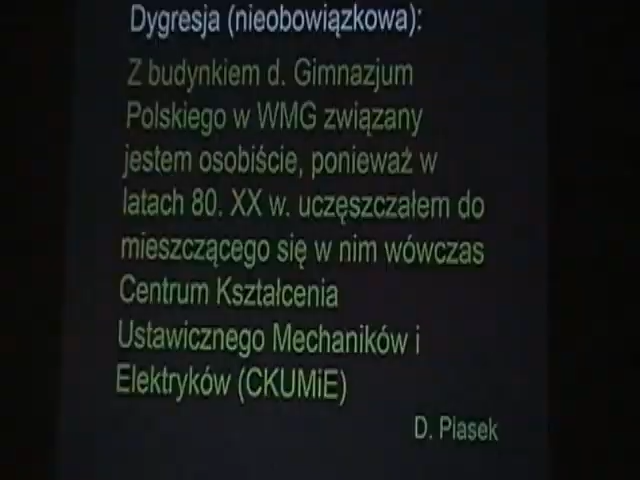 Dygresja (nieobowiązkowa):
Z budynkiem d. Gimnazjum
Polskiego w WMG związany
jestem osobiście, ponieważ w
latach 80. XX w. uczęszczałem do
mieszczącego się w nim wówczas
Centrum Kształcenia
Ustawicznego Mechaników i
Elektryków (CKUMiE)
D. Piasek